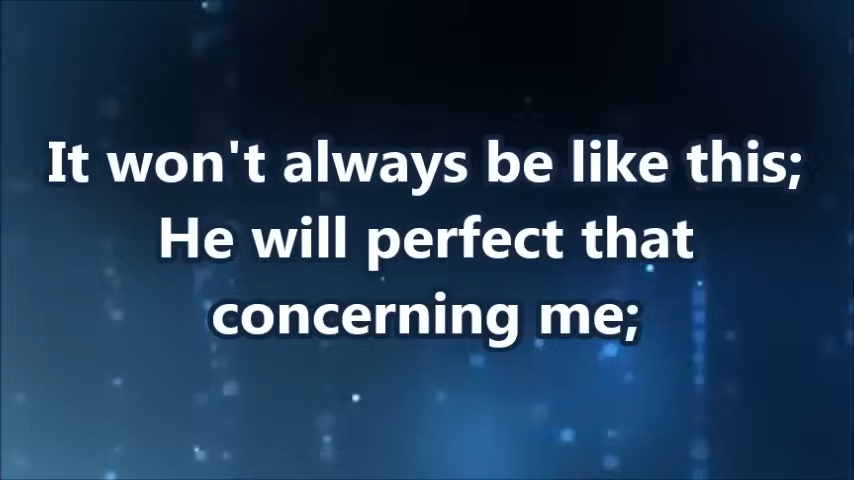 It won't always be like this;
He will perfect that
concerning me;